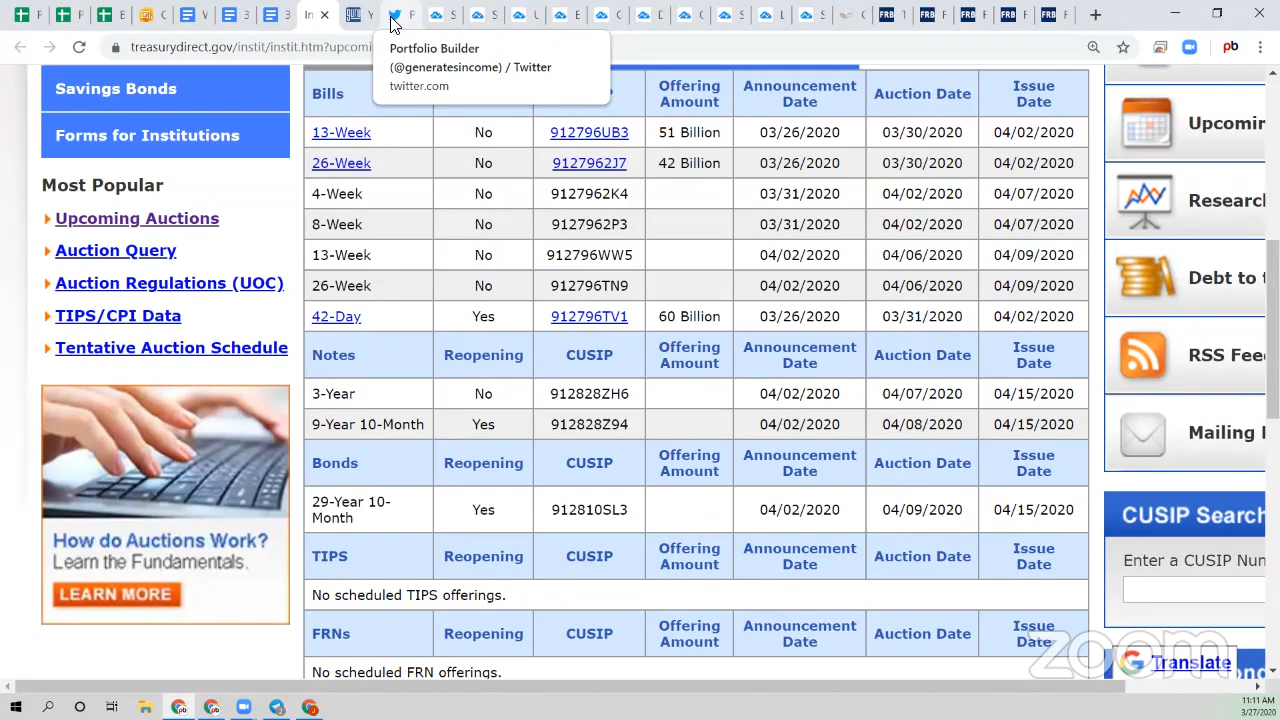 In
treasurydirect.gov/instit/instit.htm?upcomi
pb
Portfolio Builder
(@generatesincome) / Twitter
twitter.com
Savings Bonds
Forms for Institutions
Most Popular
Upcoming Auctions
Auction Query
Auction Regulations (UOC)
TIPS/CPI Data
Tentative Auction Schedule
How do Auctions Work?
Learn the Fundamentals.
LEARN MORE
Bills Offering Amount Announcement Date Auction Date Issue Date
13-Week No 912796UB3 51 Billion 03/26/2020 03/30/2020 04/02/2020
26-Week No 9127962J7 42 Billion 03/26/2020 03/30/2020 04/02/2020
4-Week No 9127962K4 03/31/2020 04/02/2020 04/07/2020
8-Week No 9127962P3 03/31/2020 04/02/2020 04/07/2020
13-Week No 912796WW5 04/02/2020 04/06/2020 04/09/2020
26-Week No 912796TN9 04/02/2020 04/06/2020 04/09/2020
42-Day Yes 912796TV1 60 Billion 03/26/2020 03/31/2020 04/02/2020
Notes Reopening CUSIP Offering Amount Announcement Date Auction Date Issue Date
3-Year No 912828ZH6 04/02/2020 04/07/2020 04/15/2020
9-Year 10-Month Yes 912828Z94 04/02/2020 04/08/2020 04/15/2020
Bonds Reopening CUSIP Offering Amount Announcement Date Auction Date Issue Date
29-Year 10-Month Yes 912810SL3 04/02/2020 04/09/2020 04/15/2020
TIPS Reopening CUSIP Offering Amount Announcement Date Auction Date Issue Date
No scheduled TIPS offerings.
FRNs Reopening CUSIP Offering Amount Announcement Date Auction Date Issue Date
No scheduled FRN offerings.
Upcomin
Researc
Debt to t
RSS Fee
Mailing
CUSIP Search
Enter a CUSIP Num
zoom
Translate
11:11 AM
3/27/2020